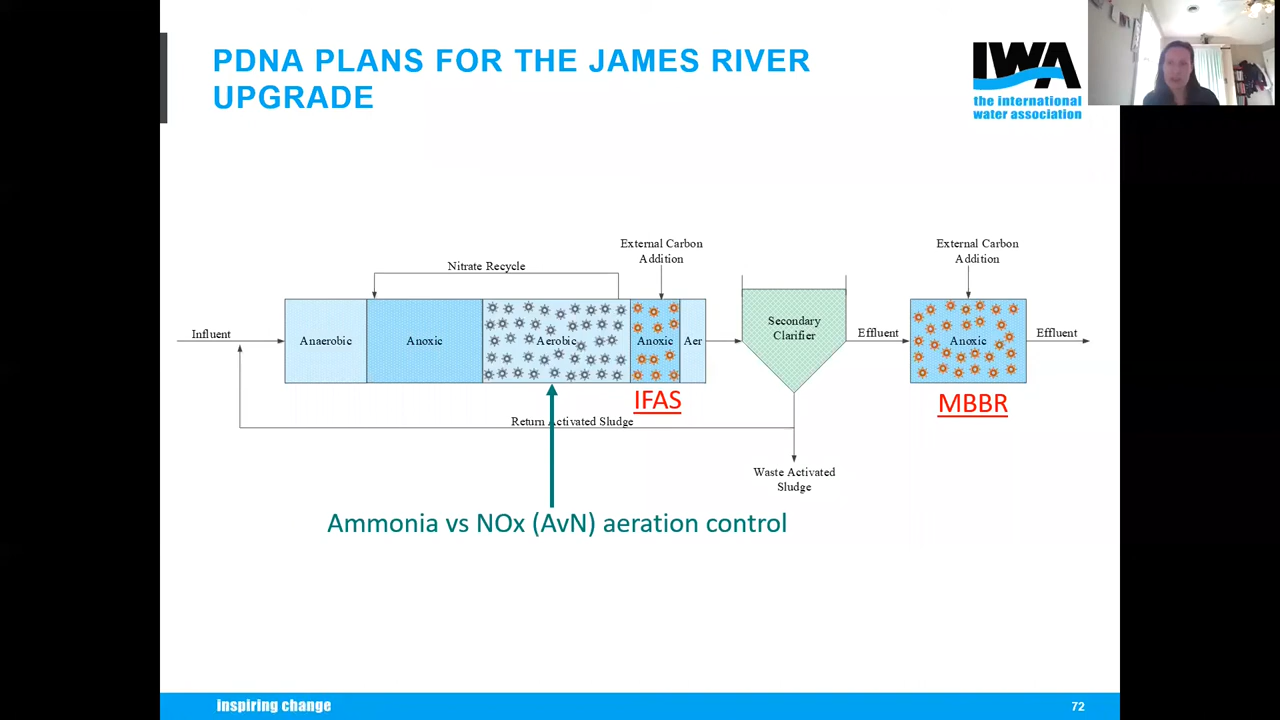 PDNA PLANS FOR THE JAMES RIVER
UPGRADE
IWA
the international
water association
External Carbon
Addition
External Carbon
Addition
Nitrate Recycle
Influent
Anaerobic
Anoxic
Aerobic
Anoxic
Aer
Secondary
Clarifier
Effluent
Anoxic
Effluent
IFAS
MBBR
Return Activated Sludge
Waste Activated
Sludge
Ammonia vs NOx (AvN) aeration control
inspiring change
72